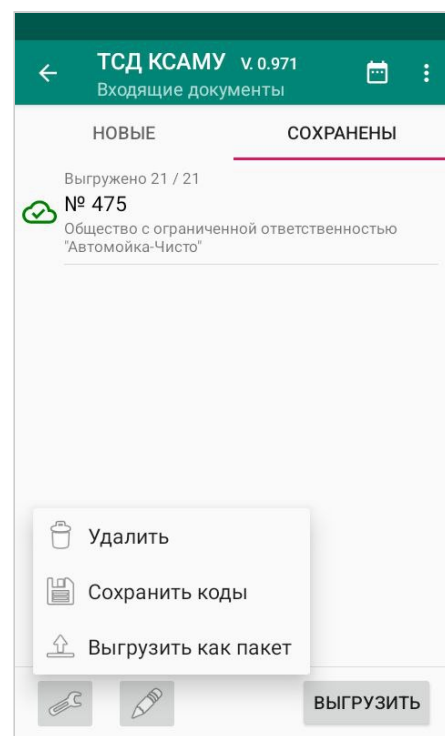 ТСД КСАМУ V. 0.971
Входящие документы
НОВЫЕ СОХРАНЕНЫ
Выгружено 21 / 21
№ 475
Общество с ограниченной ответственностью
"Автомойка-Чисто"
Удалить
Сохранить коды
Выгрузить как пакет
ВЫГРУЗИТЬ